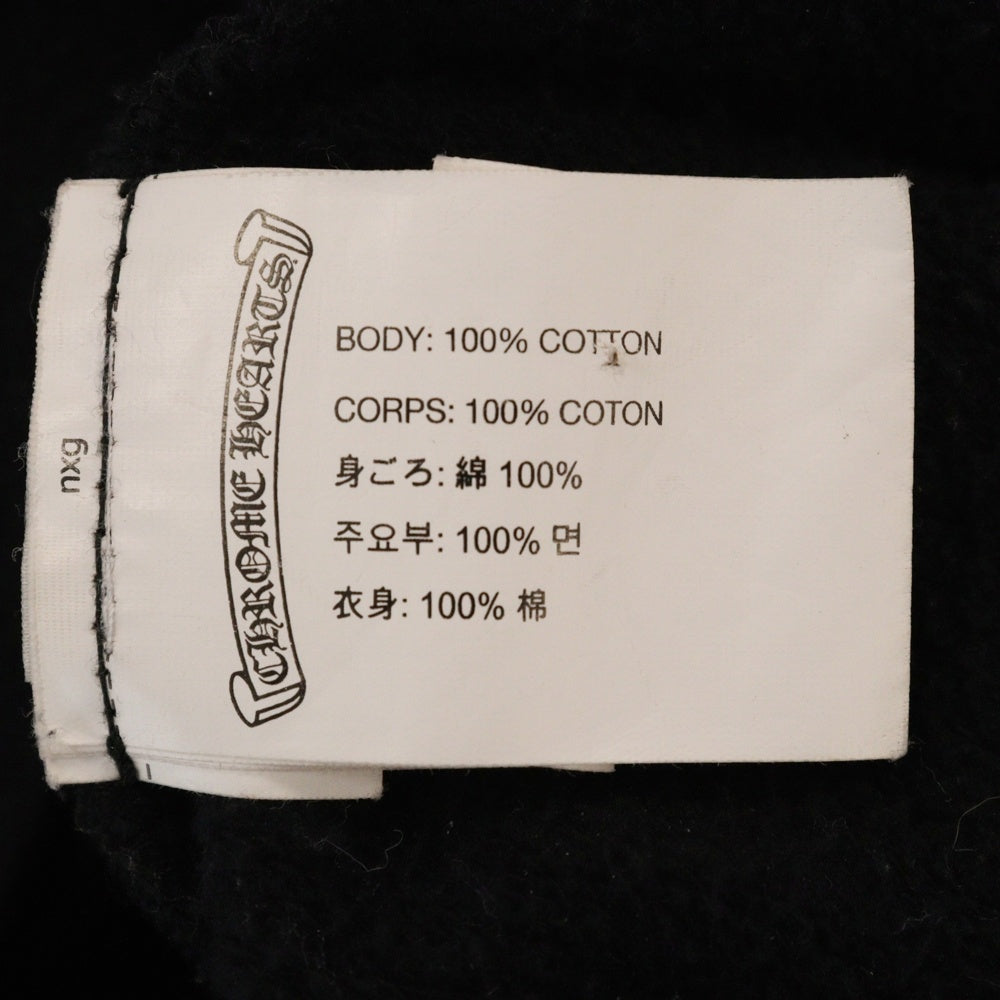 CHROME HEARTS
BODY: 100% COTTON
CORPS: 100% COTON
身ごろ: 綿 100%
주요부: 100% 면
衣身: 100% 棉
nxg